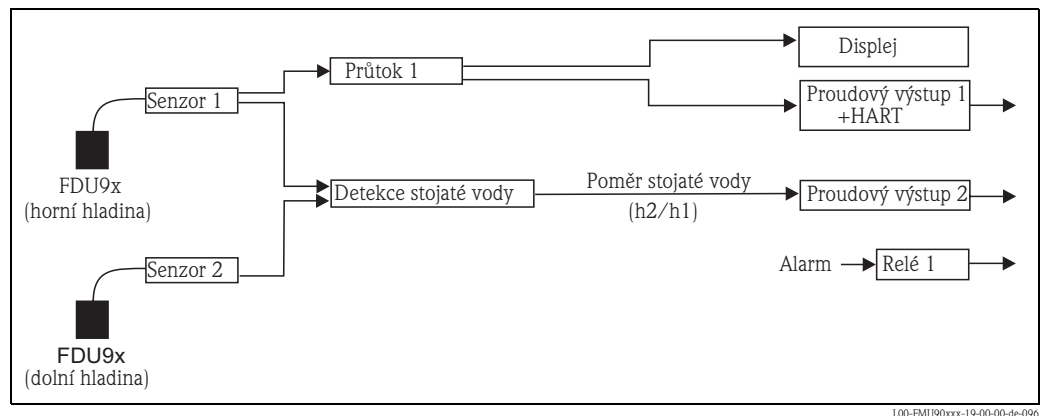 Displej
Průtok 1
Senzor 1
Proudový výstup 1
+HART
FDU9x
(horní hladina)
Detekce stojaté vody
Poměr stojaté vody
(h2/h1)
Proudový výstup 2
Senzor 2
Alarm
Relé 1
FDU9x
(dolní hladina)
L00-FMU90xxx-19-00-00-de-096